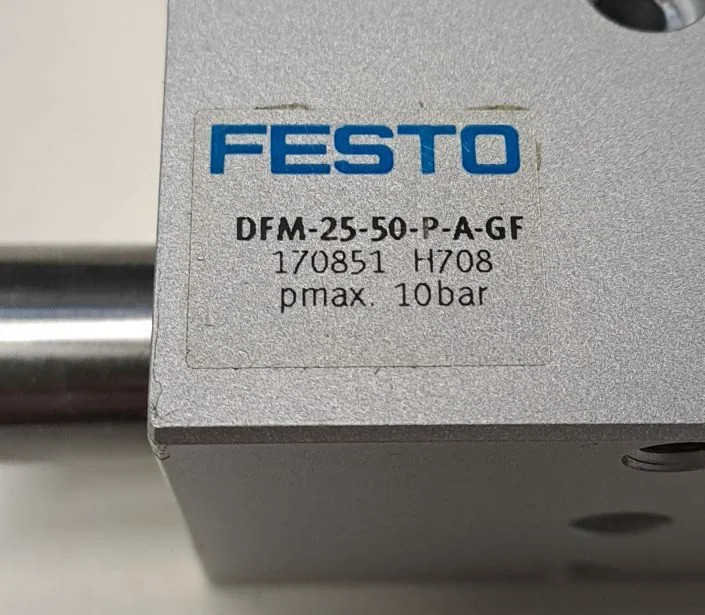 FESTO
DFM-25-50-P-A-GF
170851 H708
pmax. 10bar